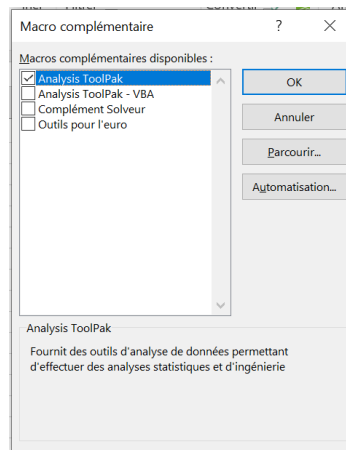 Macro complémentaire ? ×
Macros complémentaires disponibles :
Analysis ToolPak
Analysis ToolPak - VBA
Complément Solveur
Outils pour l'euro
OK
Annuler
Parcourir...
Automatisation...
Analysis ToolPak
Fournit des outils d'analyse de données permettant
d'effectuer des analyses statistiques et d'ingénierie